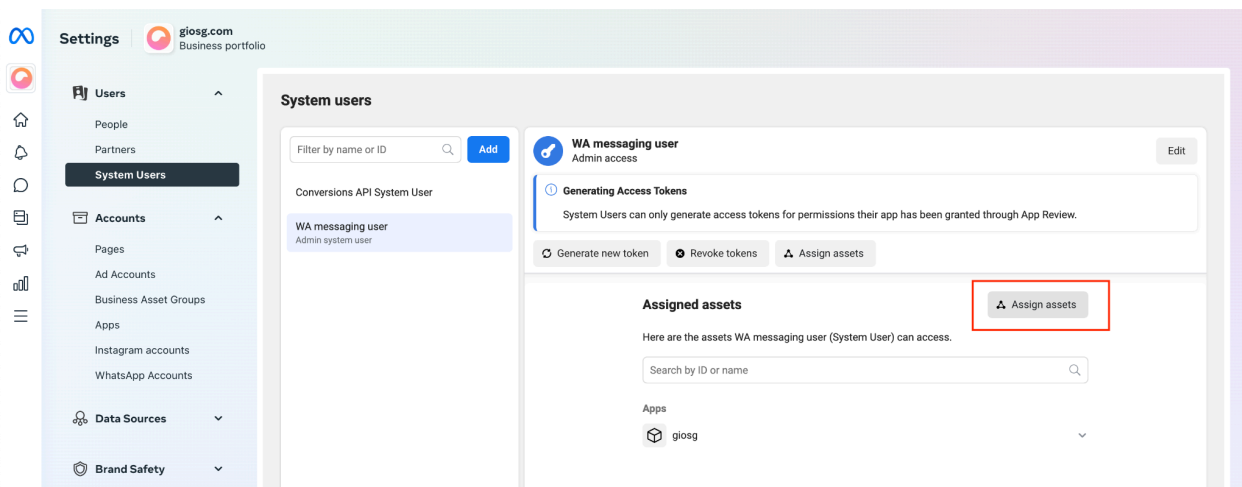 Settings
giosg.com
Business portfolio
Users
People
Partners
System Users
Accounts
Pages
Ad Accounts
Business Asset Groups
Apps
Instagram accounts
WhatsApp Accounts
Data Sources
Brand Safety
System users
Filter by name or ID
Add
Conversions API System User
WA messaging user
Admin system user
WA messaging user
Admin access
Edit
Generating Access Tokens
System Users can only generate access tokens for permissions their app has been granted through App Review.
Generate new token
Revoke tokens
Assign assets
Assigned assets
Assign assets
Here are the assets WA messaging user (System User) can access.
Search by ID or name
Apps
giosg